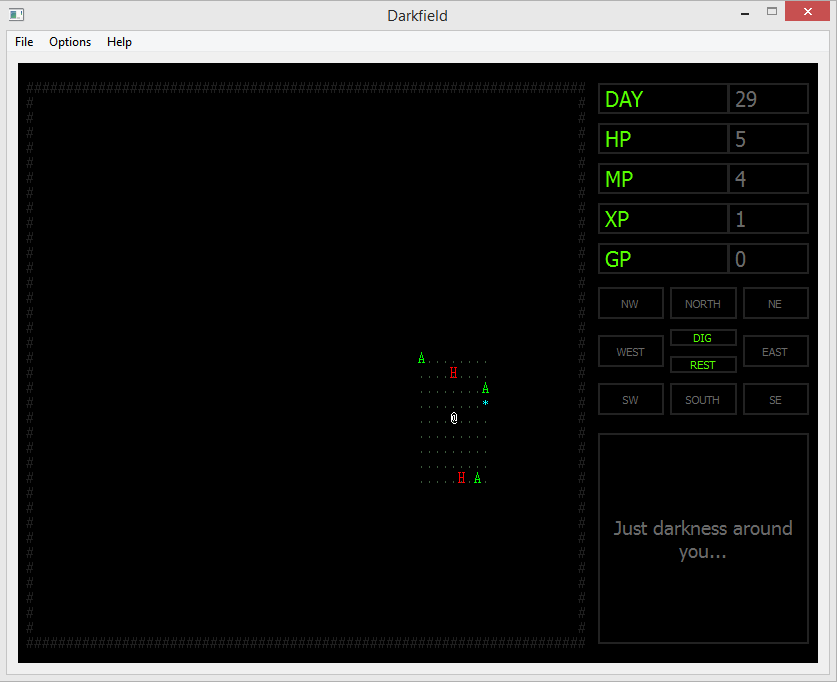 Darkfield
File Options Help
######################################################################
A........
....H....
........A
........*
....@....
.........
.........
.........
.....H.A.
######################################################################
DAY 29
HP 5
MP 4
XP 1
GP 0
NW NORTH NE
WEST DIG EAST
REST
SW SOUTH SE
Just darkness around
you...